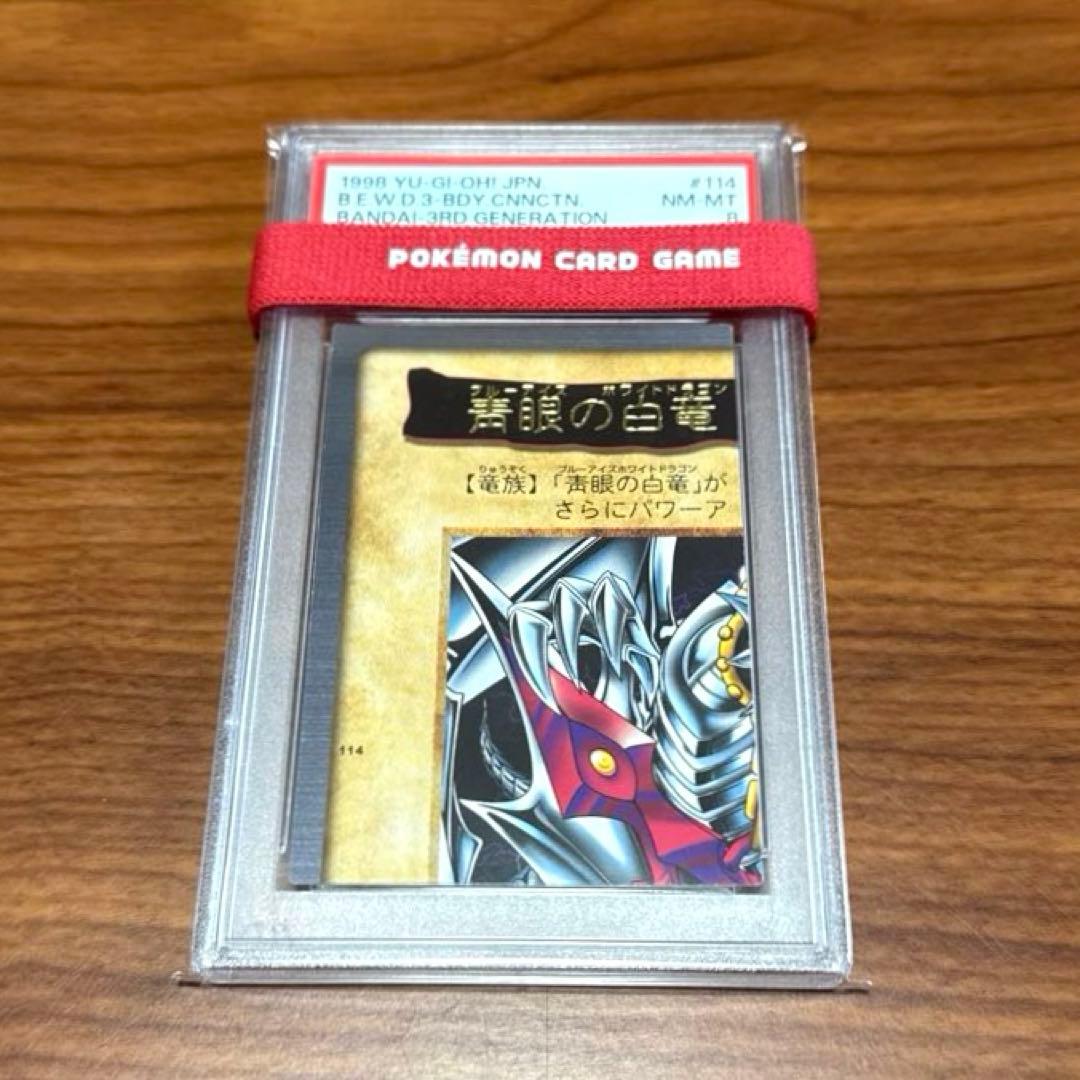 1998 YU-GI-OH! JPN #114
B.E.W.D.3-BDY.CNNCTN. NM-MT
BANDAI-3RD GENERATION 8
POKÉMON CARD GAME
ブルーアイズ ホワイトドラゴン
青眼の白竜
りゅうぞく ブルーアイズホワイトドラゴン
【竜族】「青眼の白竜」が
さらにパワーア
114